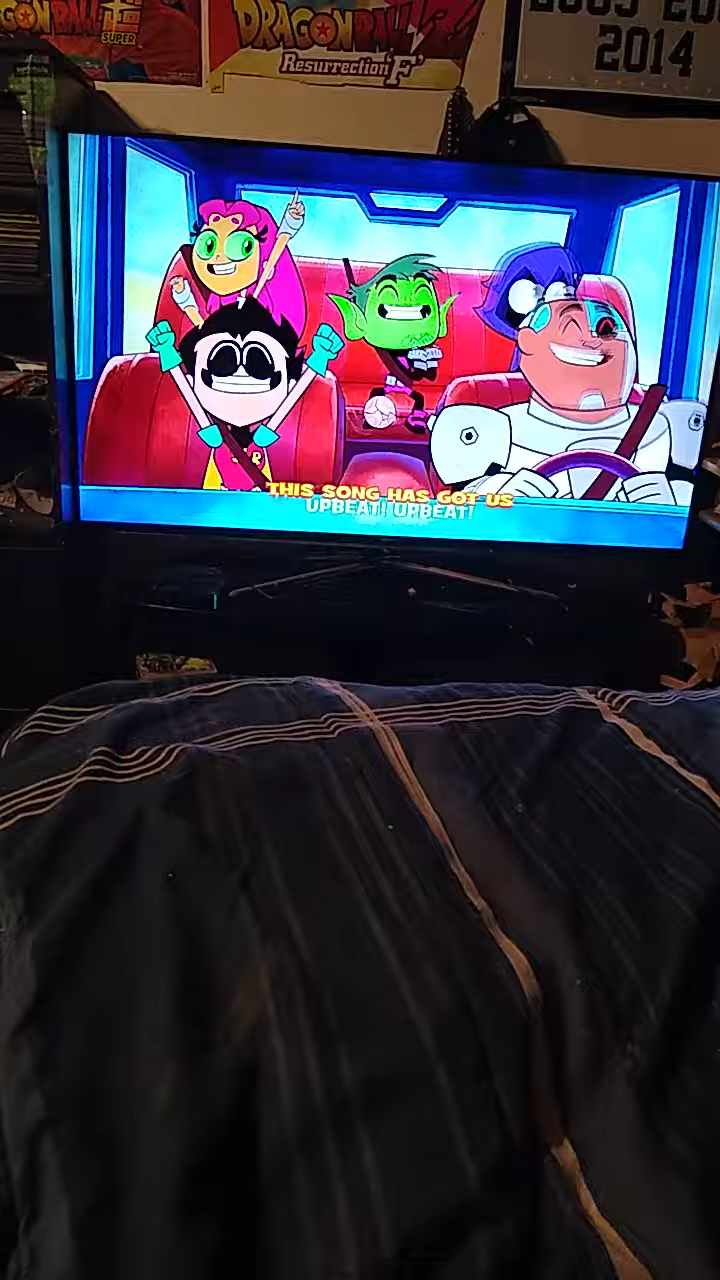 DRAGON BALL
SUPER
DRAGON BALL Z
Resurrection 'F'
2014
THIS SONG HAS GOT US
UPBEAT! UPBEAT!
R